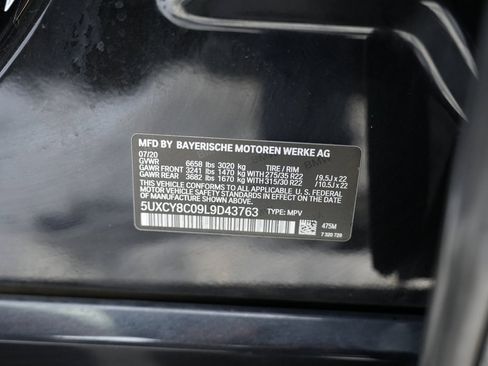 MFD BY BAYERISCHE MOTOREN WERKE AG
07/20
GVWR 6658 lbs 3020 kg TIRE / RIM
GAWR FRONT 3241 lbs 1470 kg 275/35 R22 / 9.5J x 22
GAWR REAR 3682 lbs 1670 kg 315/30 R22 / 10.5J x 22
THIS VEHICLE CONFORMS TO ALL APPLICABLE U.S. FEDERAL
MOTOR VEHICLE SAFETY STANDARDS IN EFFECT ON THE
DATE OF MANUFACTURE SHOWN ABOVE.
5UXCY8C09L9D43763 TYPE: MPV
475M
7 320 726